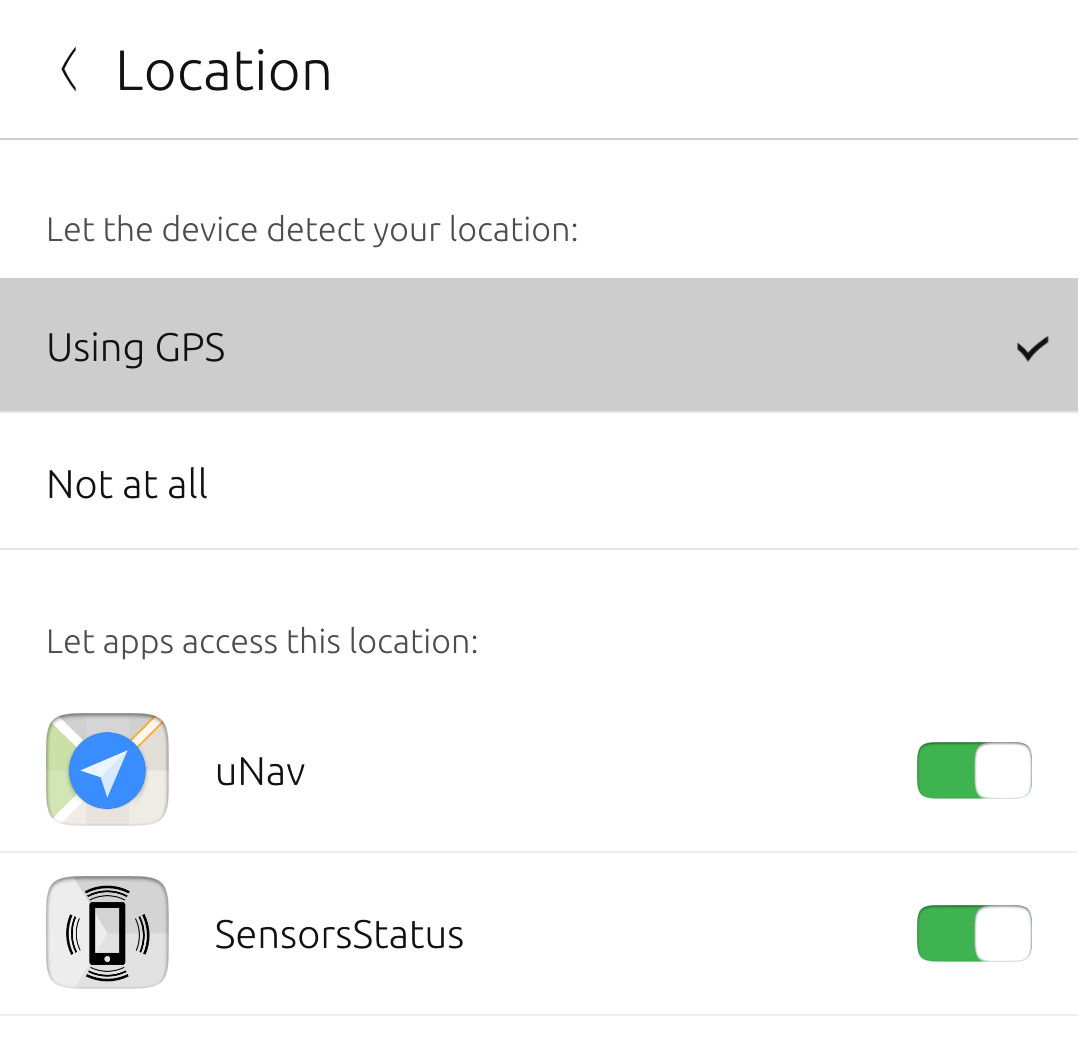 Location
Let the device detect your location:
Using GPS
Not at all
Let apps access this location:
uNav
SensorsStatus